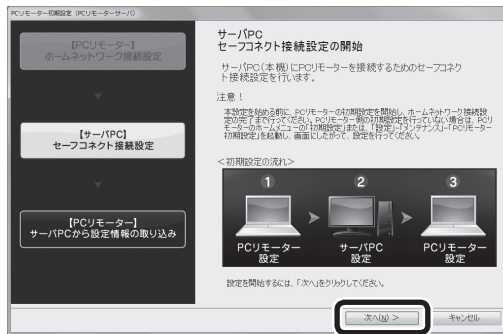 PCリモーター初期設定 (PCリモーターサーバ)
【PCリモーター】
ホームネットワーク接続設定
【サーバPC】
セーフコネクト接続設定
【PCリモーター】
サーバPCから設定情報の取り込み
サーバPC
セーフコネクト接続設定の開始
サーバPC(本機)にPCリモーターを接続するためのセーフコネク
ト接続設定を行います。
注意！
本設定を始める前に、PCリモーターの初期設定を開始し、ホームネットワーク接続設
定の完了まで行ってください。PCリモーター側の初期設定を行っていない場合は、PCリ
モーターのホームメニューの「初期設定」または、「設定」-「メンテナンス」-「PCリモーター
初期設定」を起動し、画面にしたがって、設定を行ってください。
<初期設定の流れ>
1 2 3
PCリモーター サーバPC PCリモーター
設定 設定 設定
設定を開始するには、「次へ」をクリックしてください。
次へ(N) > キャンセル